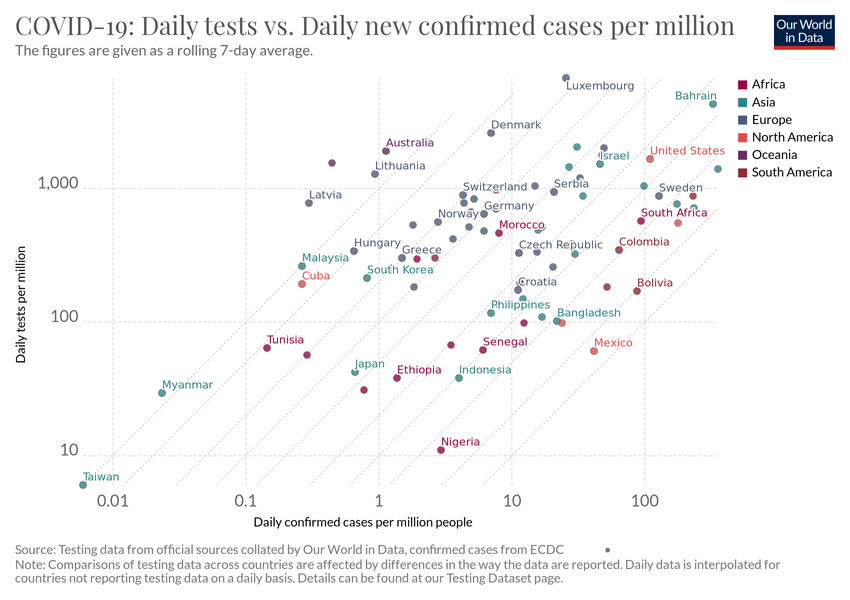 COVID-19: Daily tests vs. Daily new confirmed cases per million
The figures are given as a rolling 7-day average.
Our World
in Data
Africa
Asia
Europe
North America
Oceania
South America
Luxembourg
Bahrain
Denmark
Australia
Israel
United States
Lithuania
1,000
Switzerland
Serbia
Sweden
Latvia
Germany
Norway
Morocco
South Africa
Hungary
Greece
Czech Republic
Colombia
Malaysia
South Korea
Cuba
Croatia
Bolivia
Daily tests per million
Philippines
Bangladesh
100
Tunisia
Senegal
Mexico
Japan
Ethiopia
Indonesia
Myanmar
Nigeria
10
Taiwan
0.01
0.1
1
10
100
Daily confirmed cases per million people
Source: Testing data from official sources collated by Our World in Data, confirmed cases from ECDC •
Note: Comparisons of testing data across countries are affected by differences in the way the data are reported. Daily data is interpolated for
countries not reporting testing data on a daily basis. Details can be found at our Testing Dataset page.